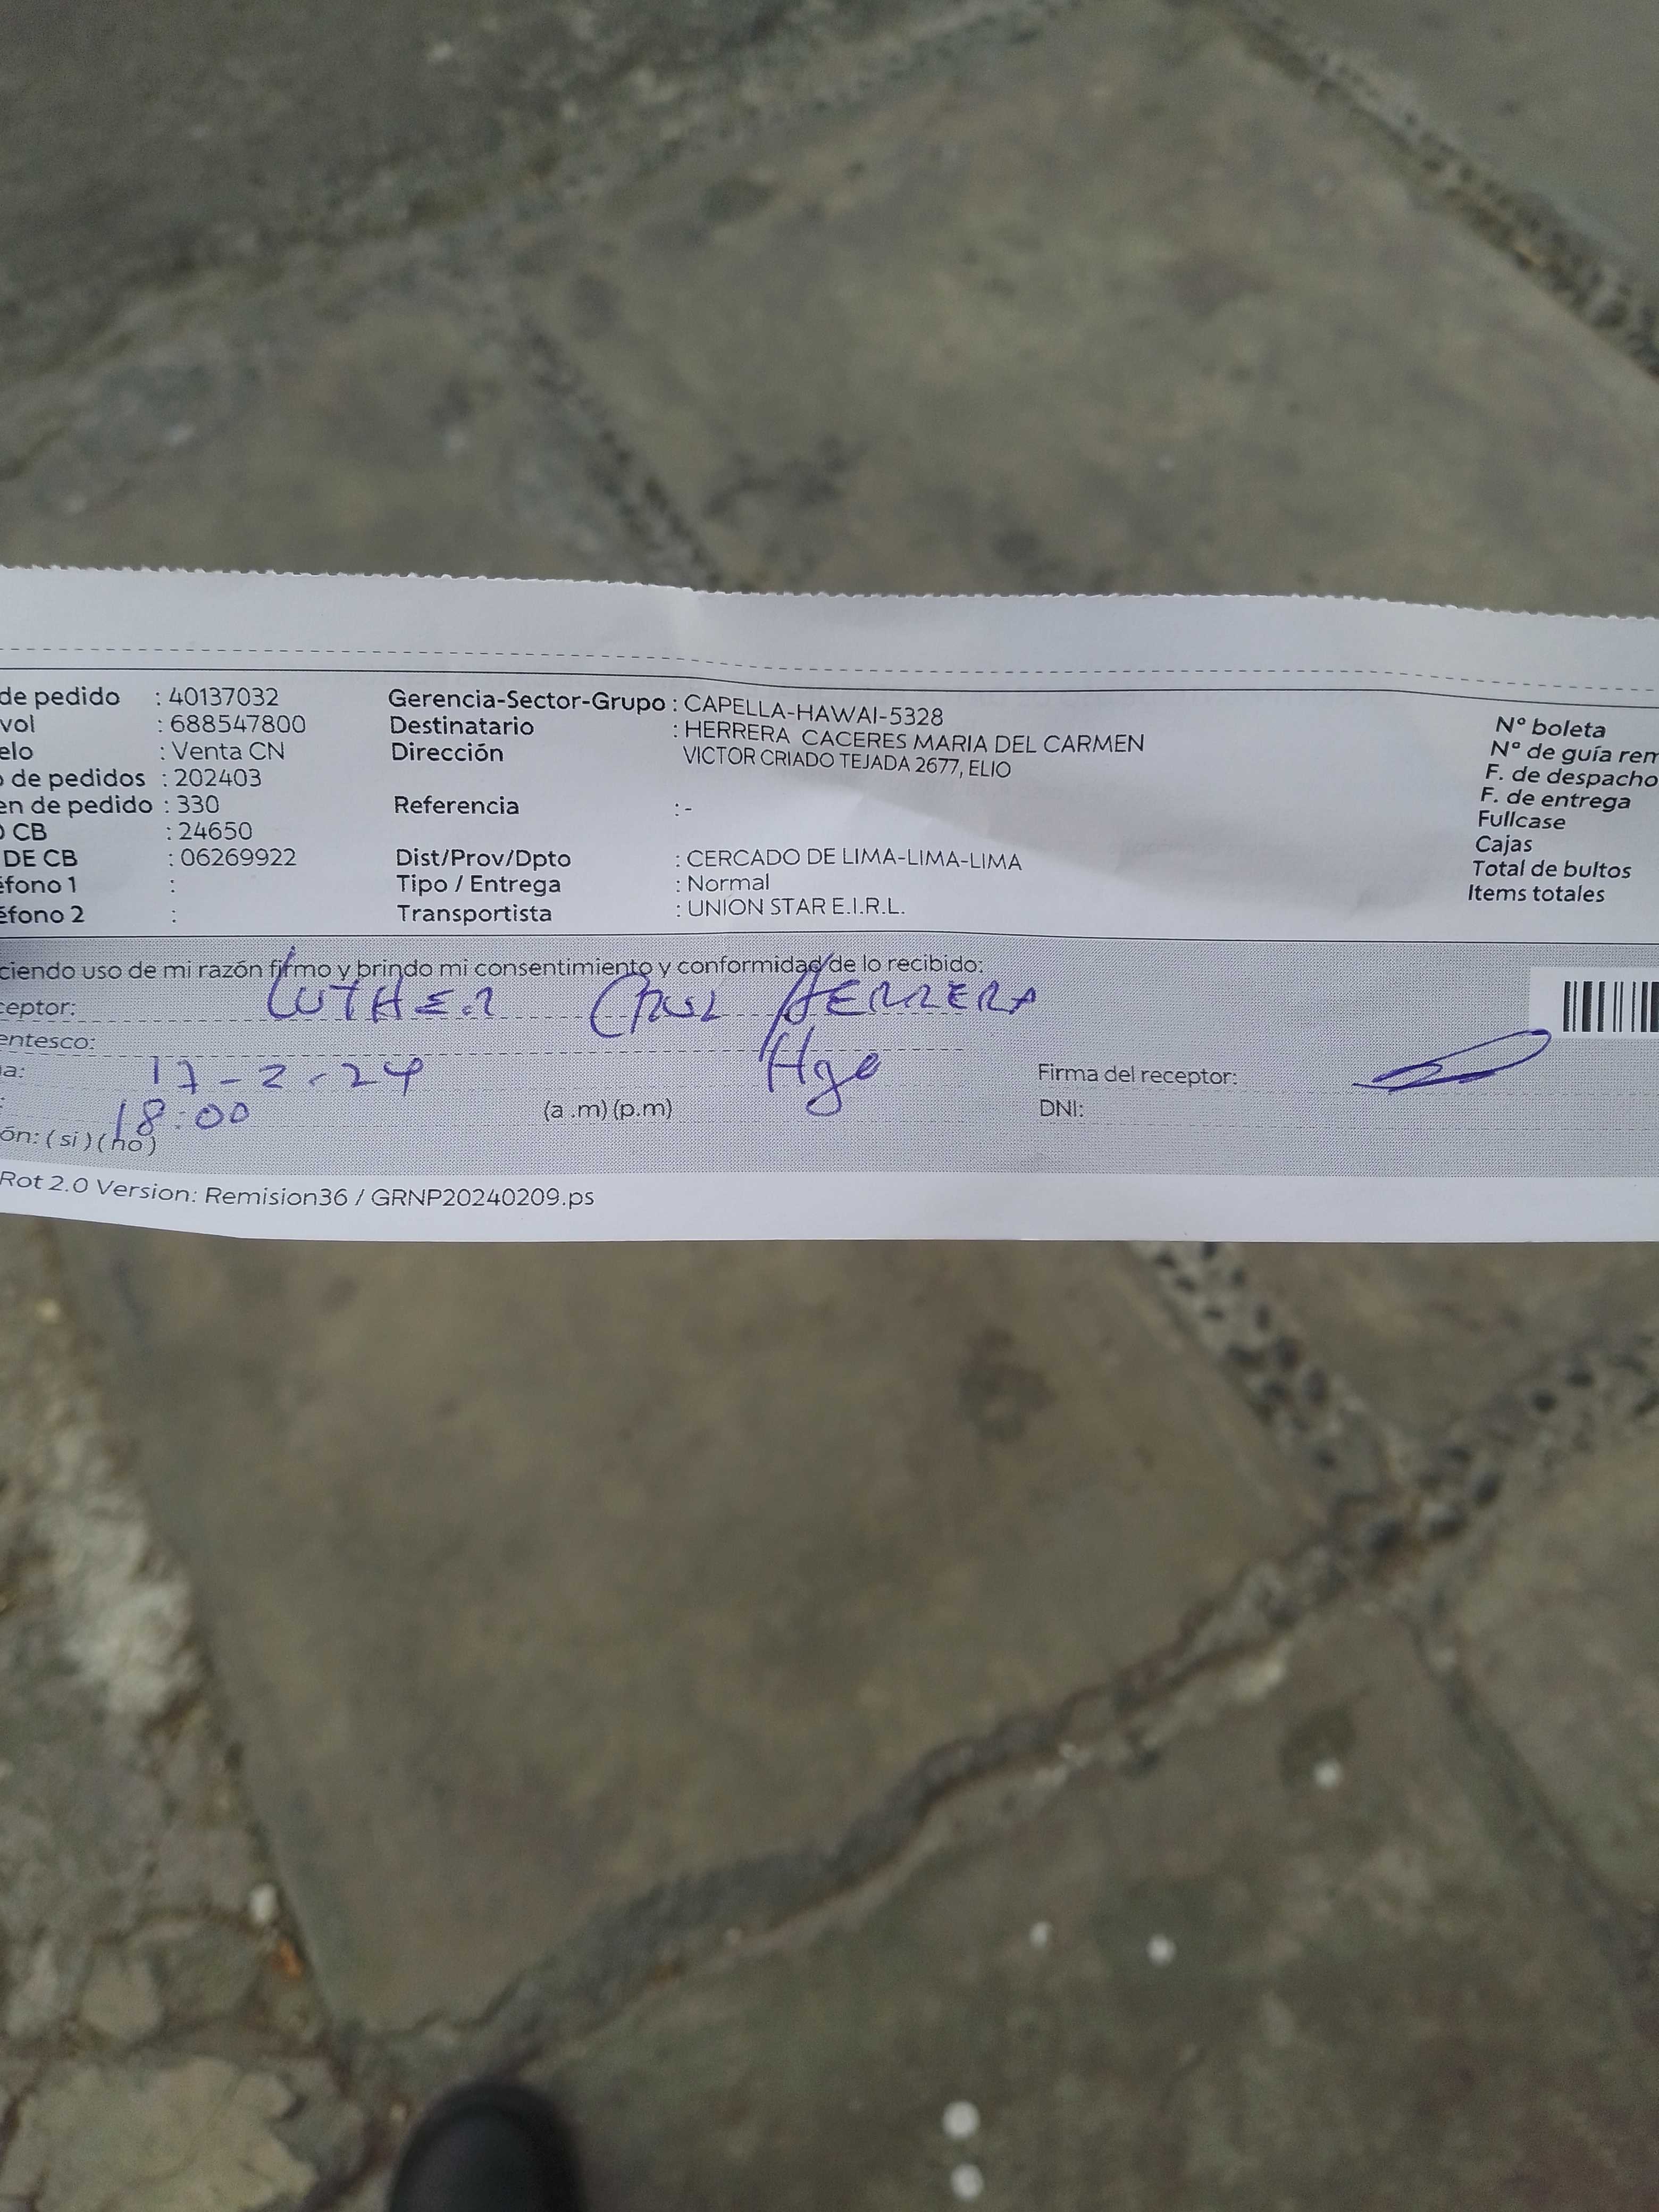 de pedido : 40137032
vol : 688547800
elo : Venta CN
o de pedidos : 202403
en de pedido : 330
O CB : 24650
DE CB : 06269922
éfono 1 :
éfono 2 :
Gerencia-Sector-Grupo : CAPELLA-HAWAI-5328
Destinatario : HERRERA CACERES MARIA DEL CARMEN
Dirección VICTOR CRIADO TEJADA 2677, ELIO
Referencia : -
Dist/Prov/Dpto : CERCADO DE LIMA-LIMA-LIMA
Tipo / Entrega : Normal
Transportista : UNION STAR E.I.R.L.
N° boleta
N° de guía rem
F. de despacho
F. de entrega
Fullcase
Cajas
Total de bultos
Items totales
ciendo uso de mi razón firmo y brindo mi consentimiento y conformidad de lo recibido:
ceptor: LUTHER HERRERA
entesco: Hgo
a: 17-2-24
: 18:00 (a .m) (p.m)
ón: ( si ) ( no )
Firma del receptor:
DNI:
Rot 2.0 Version: Remision36 / GRNP20240209.ps